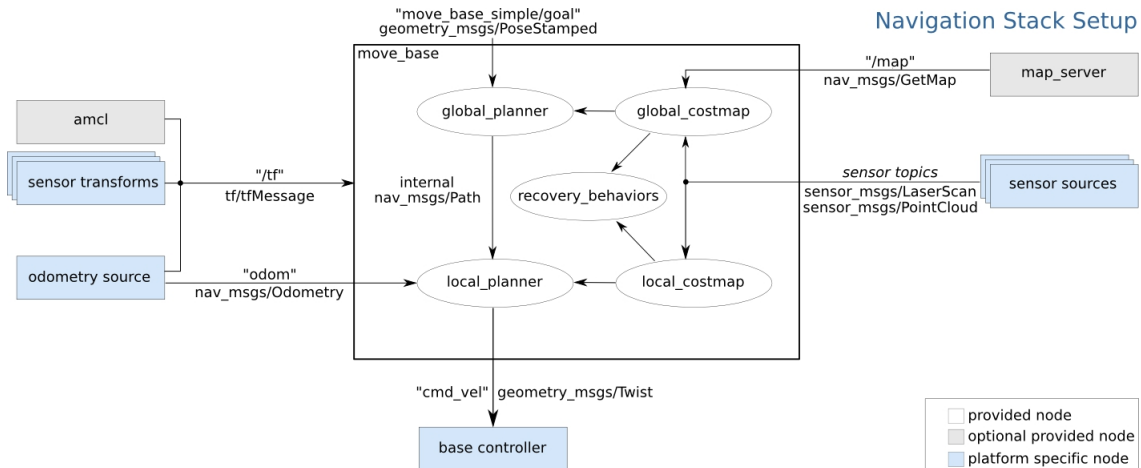 Navigation Stack Setup
"move_base_simple/goal"
geometry_msgs/PoseStamped
move_base
"/map"
nav_msgs/GetMap
map_server
amcl
global_planner
global_costmap
sensor transforms
"/tf"
tf/tfMessage
internal
nav_msgs/Path
recovery_behaviors
sensor topics
sensor_msgs/LaserScan
sensor_msgs/PointCloud
sensor sources
odometry source
"odom"
nav_msgs/Odometry
local_planner
local_costmap
"cmd_vel" geometry_msgs/Twist
base controller
provided node
optional provided node
platform specific node